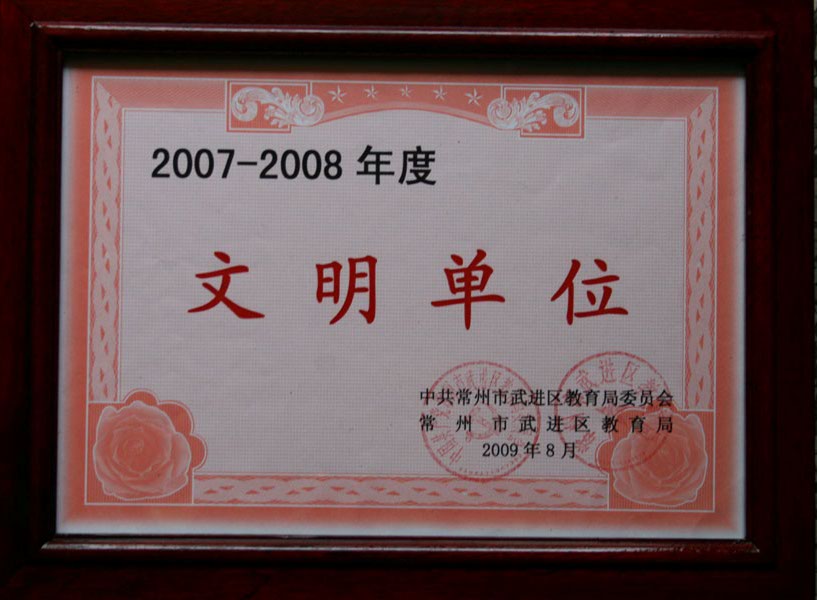 2007-2008 年度
文明单位
中共常州市武进区教育局委员会
常州市武进区教育局
2009年8月